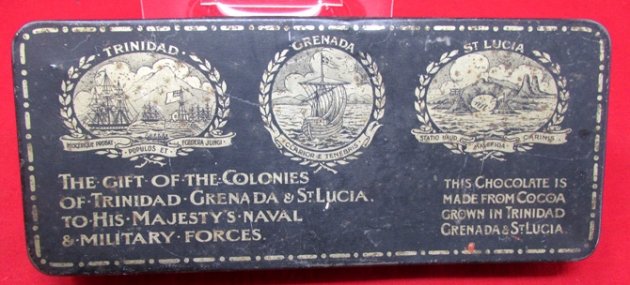 TRINIDAD
MISCERIQUE PROBAT
POPULOS ET
FOEDERA JUNGI
GRENADA
CLARIOR E TENEBRIS
ST LUCIA
STATIO HAUD
MALEFIDA
CARINIS
THE GIFT OF THE COLONIES
OF TRINIDAD GRENADA & ST LUCIA.
TO HIS MAJESTY'S NAVAL
& MILITARY FORCES.
THIS CHOCOLATE IS
MADE FROM COCOA
GROWN IN TRINIDAD
GRENADA & ST LUCIA.